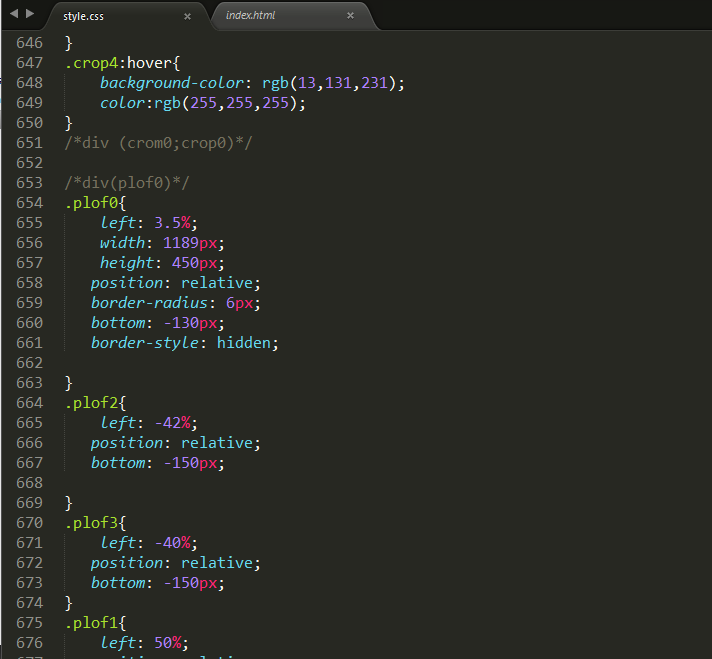 style.css × index.html ×
646 }
647 .crop4:hover{
648 background-color: rgb(13,131,231);
649 color:rgb(255,255,255);
650 }
651 /*div (crom0;crop0)*/
652
653 /*div(plof0)*/
654 .plof0{
655 left: 3.5%;
656 width: 1189px;
657 height: 450px;
658 position: relative;
659 border-radius: 6px;
660 bottom: -130px;
661 border-style: hidden;
662
663 }
664 .plof2{
665 left: -42%;
666 position: relative;
667 bottom: -150px;
668
669 }
670 .plof3{
671 left: -40%;
672 position: relative;
673 bottom: -150px;
674 }
675 .plof1{
676 left: 50%;